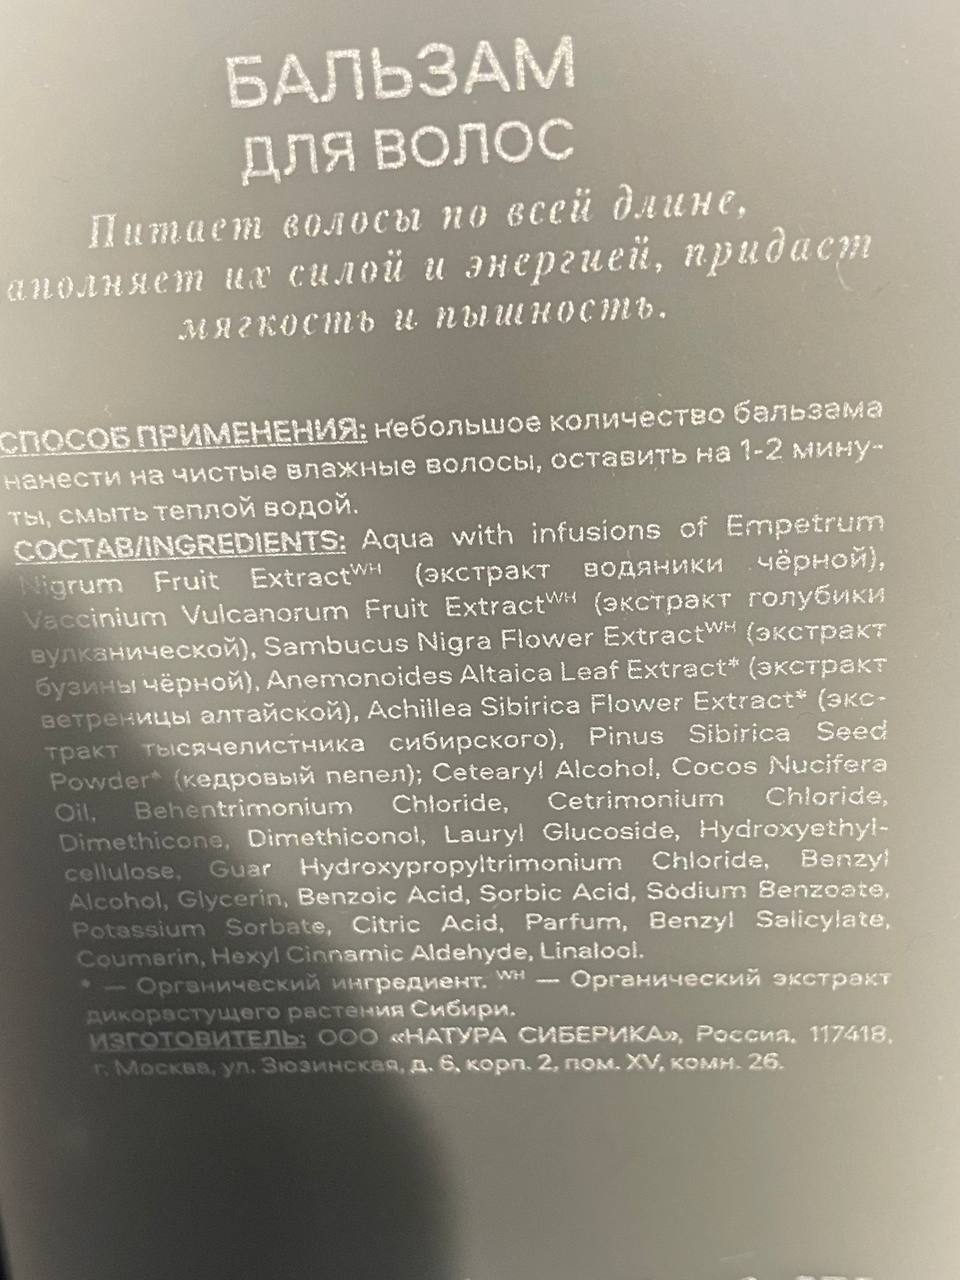 БАЛЬЗАМ
ДЛЯ ВОЛОС
Питает волосы по всей длине,
аполняет их силой и энергией, придаст
мягкость и пышность.
СПОСОБ ПРИМЕНЕНИЯ: небольшое количество бальзама
нанести на чистые влажные волосы, оставить на 1-2 мину-
ты, смыть теплой водой.
СОСТАВ/INGREDIENTS: Aqua with infusions of Empetrum
Nigrum Fruit Extractᵂᴴ (экстракт водяники чёрной),
Vaccinium Vulcanorum Fruit Extractᵂᴴ (экстракт голубики
вулканической), Sambucus Nigra Flower Extractᵂᴴ (экстракт
бузины чёрной), Anemonoides Altaica Leaf Extract* (экстракт
ветреницы алтайской), Achillea Sibirica Flower Extract* (экс-
тракт тысячелистника сибирского), Pinus Sibirica Seed
Powder* (кедровый пепел); Cetearyl Alcohol, Cocos Nucifera
Oil, Behentrimonium Chloride, Cetrimonium Chloride,
Dimethicone, Dimethiconol, Lauryl Glucoside, Hydroxyethyl-
cellulose, Guar Hydroxypropyltrimonium Chloride, Benzyl
Alcohol, Glycerin, Benzoic Acid, Sorbic Acid, Sodium Benzoate,
Potassium Sorbate, Citric Acid, Parfum, Benzyl Salicylate,
Coumarin, Hexyl Cinnamic Aldehyde, Linalool.
* — Органический ингредиент. ᵂᴴ — Органический экстракт
дикорастущего растения Сибири.
ИЗГОТОВИТЕЛЬ: ООО «НАТУРА СИБЕРИКА», Россия, 117418,
г. Москва, ул. Зюзинская, д. 6, корп. 2, пом. XV, комн. 26.